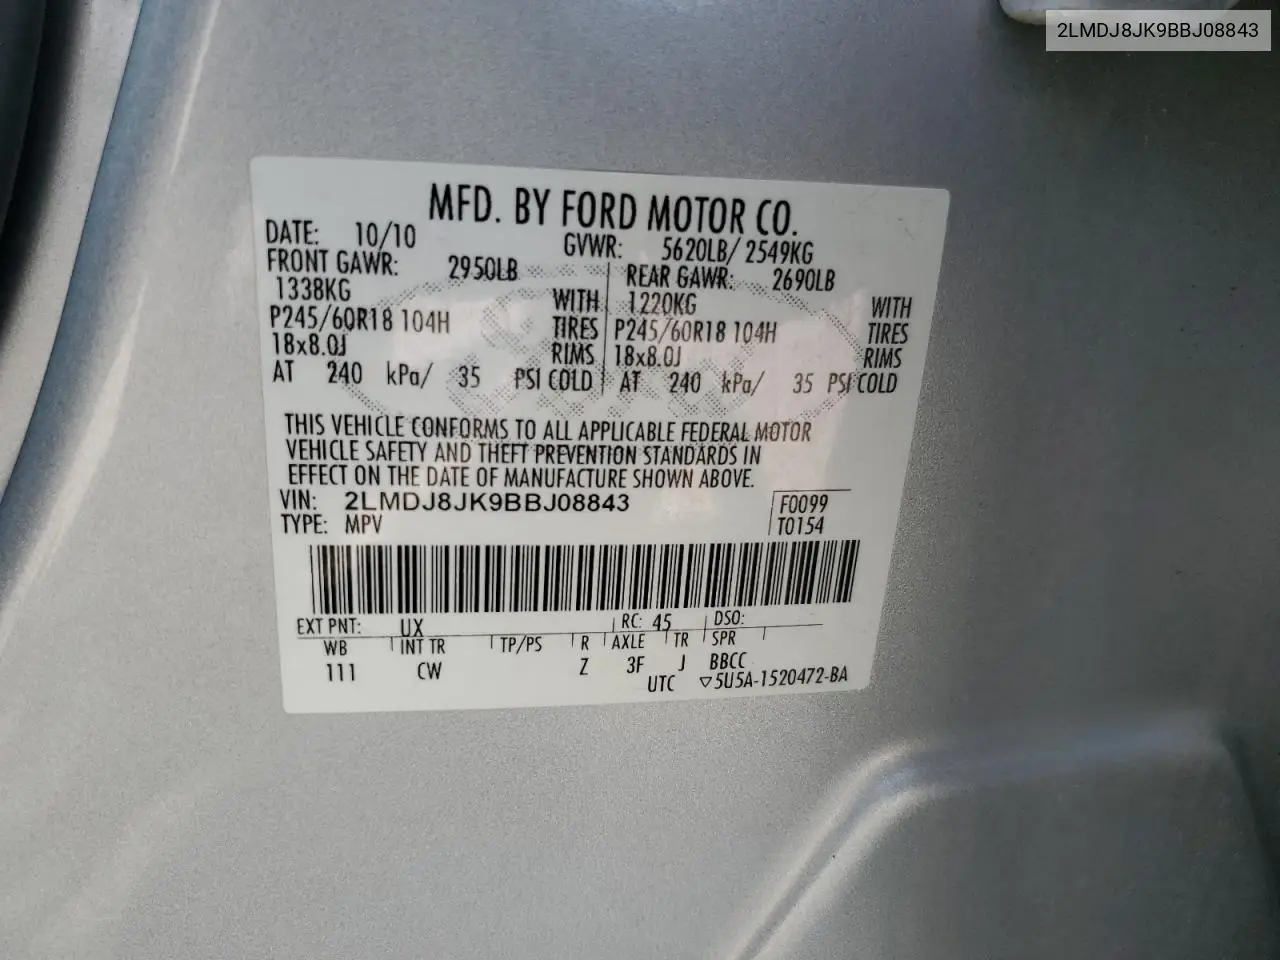 2LMDJ8JK9BBJ08843
MFD. BY FORD MOTOR CO.
DATE: 10/10 GVWR: 5620LB/ 2549KG
FRONT GAWR: 2950LB REAR GAWR: 2690LB
1338KG WITH 1220KG WITH
P245/60R18 104H TIRES P245/60R18 104H TIRES
18x8.0J RIMS 18x8.0J RIMS
AT 240 kPa/ 35 PSI COLD AT 240 kPa/ 35 PSI COLD
THIS VEHICLE CONFORMS TO ALL APPLICABLE FEDERAL MOTOR
VEHICLE SAFETY AND THEFT PREVENTION STANDARDS IN
EFFECT ON THE DATE OF MANUFACTURE SHOWN ABOVE.
VIN: 2LMDJ8JK9BBJ08843 F0099
TYPE: MPV T0154
EXT PNT: UX RC: 45 DSO:
WB INT TR TP/PS R AXLE TR SPR
111 CW Z 3F J BBCC
UTC ▽5U5A-1520472-BA